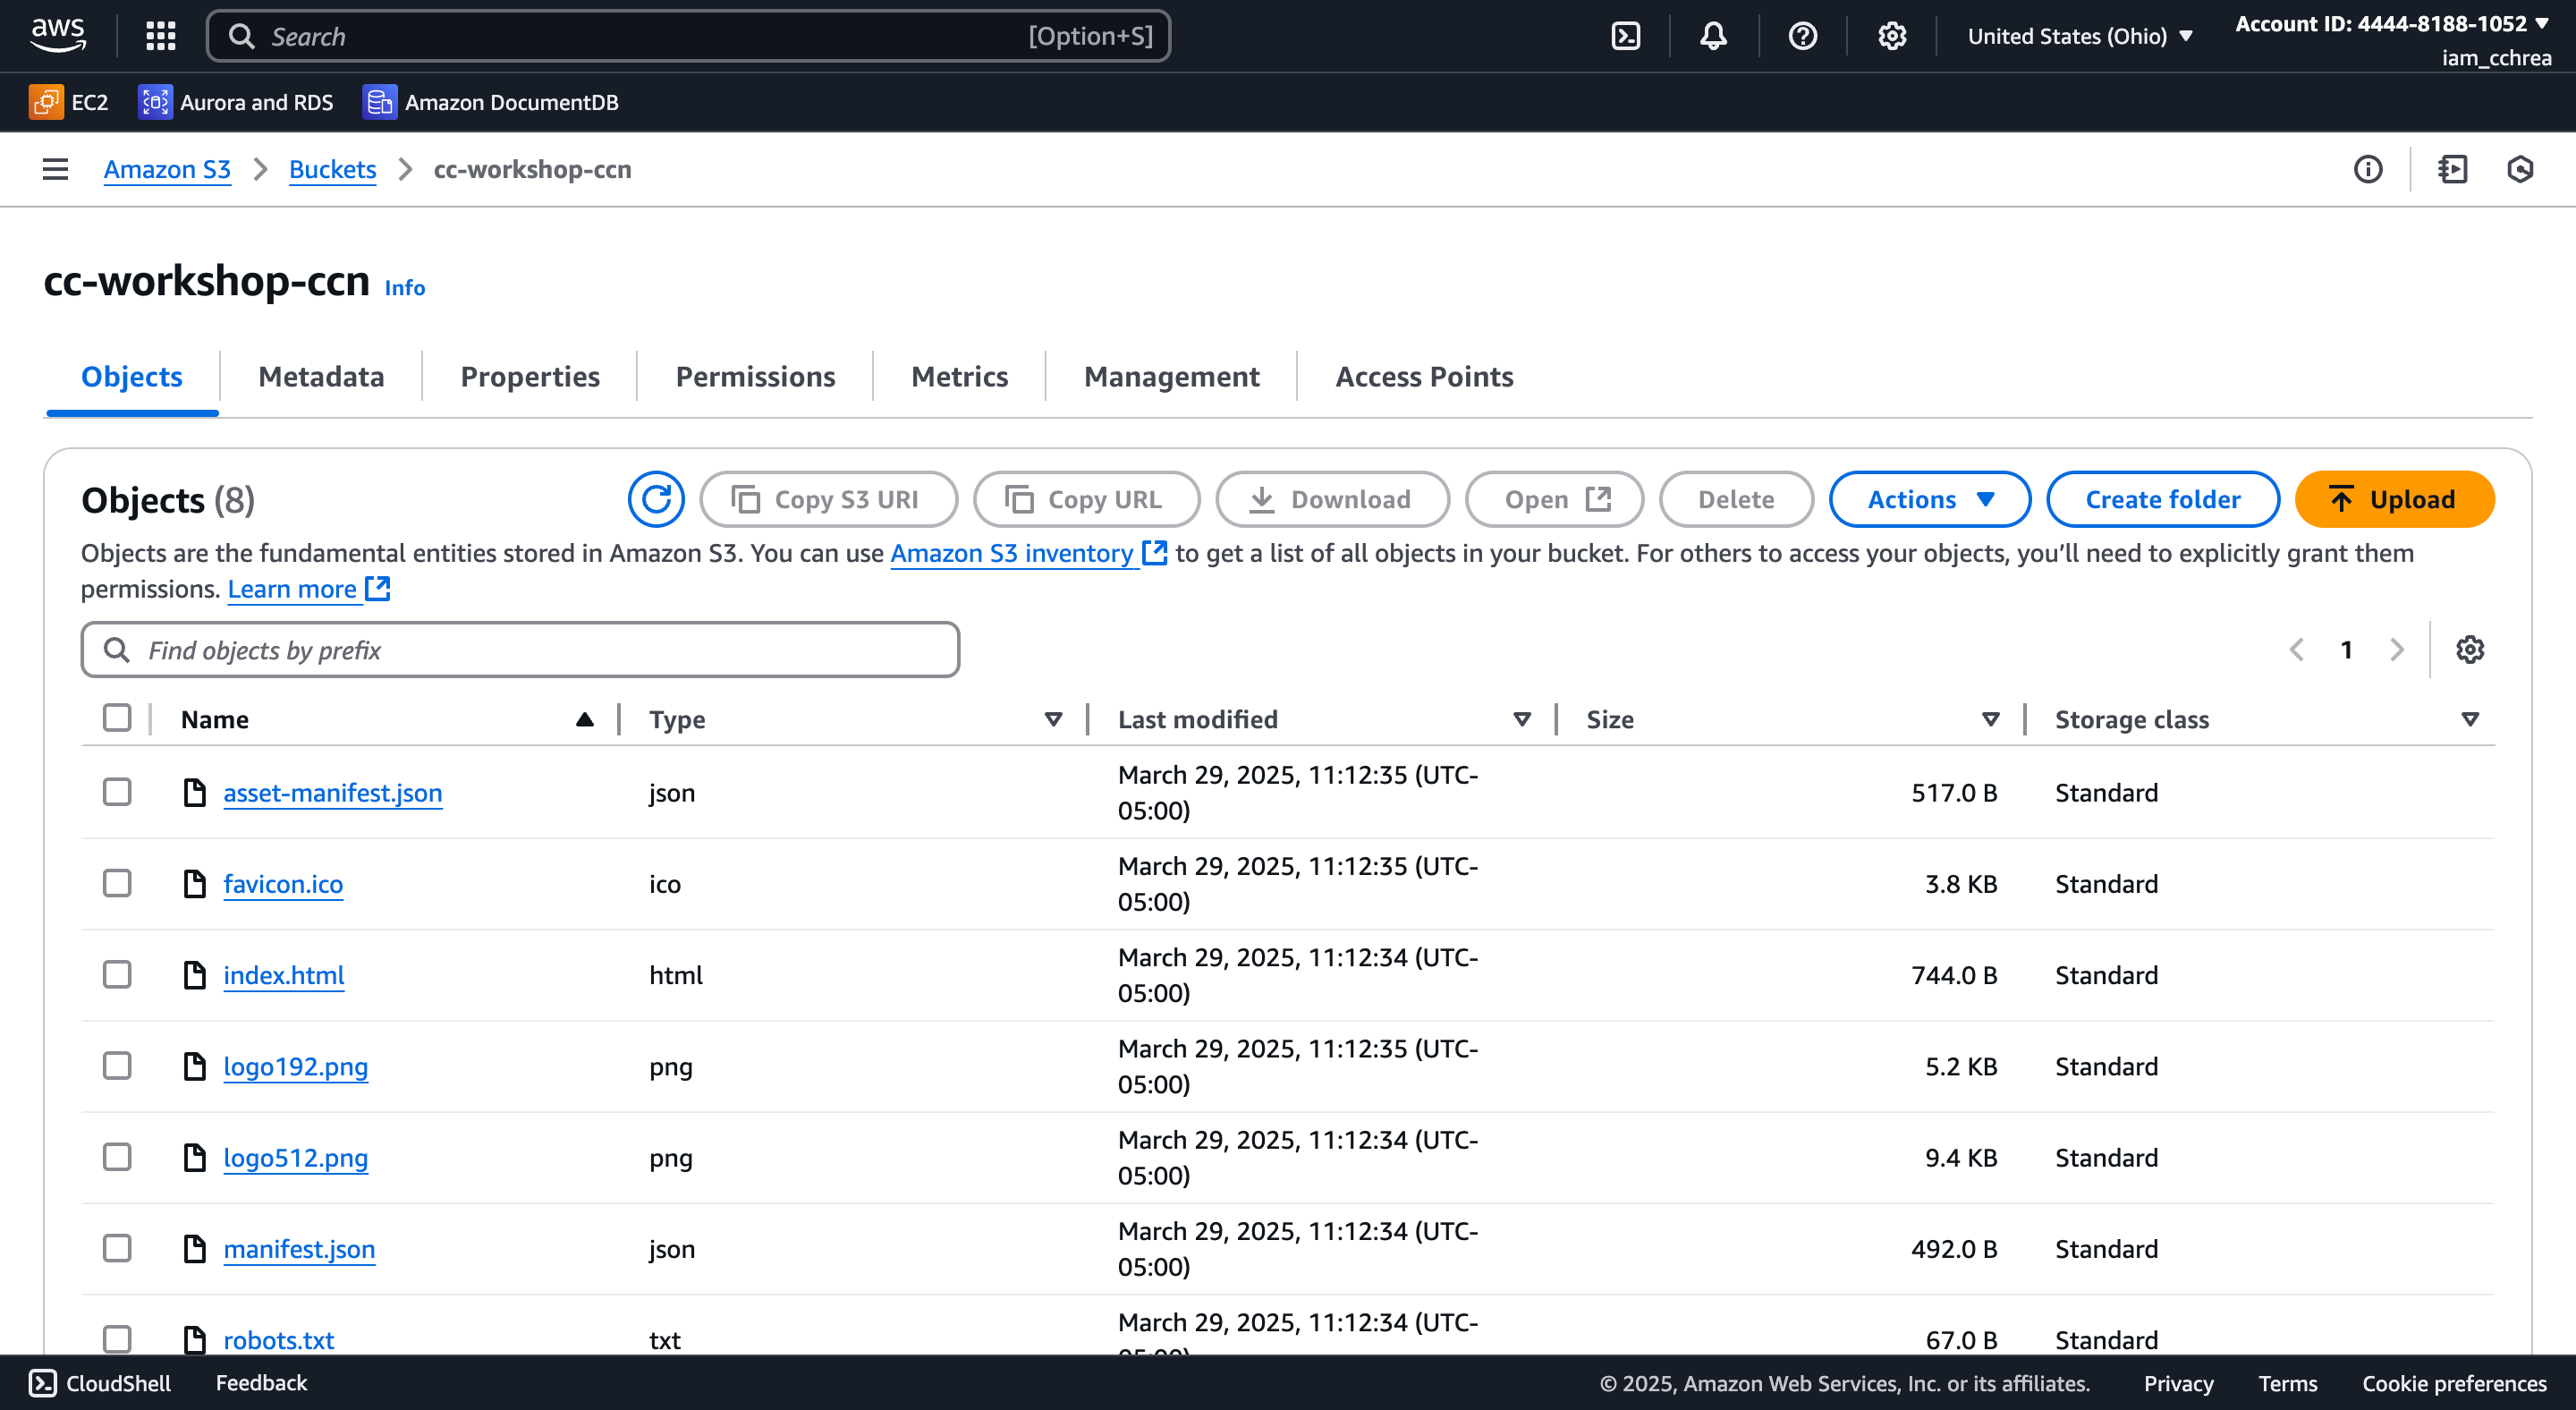 aws
Search [Option+S]
United States (Ohio)
Account ID: 4444-8188-1052
iam_cchrea
EC2
Aurora and RDS
Amazon DocumentDB
Amazon S3 > Buckets > cc-workshop-ccn
cc-workshop-ccn Info
Objects
Metadata
Properties
Permissions
Metrics
Management
Access Points
Objects (8)
Copy S3 URI
Copy URL
Download
Open
Delete
Actions
Create folder
Upload
Objects are the fundamental entities stored in Amazon S3. You can use Amazon S3 inventory to get a list of all objects in your bucket. For others to access your objects, you’ll need to explicitly grant them
permissions. Learn more
Find objects by prefix
1
Name Type Last modified Size Storage class
asset-manifest.json json March 29, 2025, 11:12:35 (UTC-
05:00) 517.0 B Standard
favicon.ico ico March 29, 2025, 11:12:35 (UTC-
05:00) 3.8 KB Standard
index.html html March 29, 2025, 11:12:34 (UTC-
05:00) 744.0 B Standard
logo192.png png March 29, 2025, 11:12:35 (UTC-
05:00) 5.2 KB Standard
logo512.png png March 29, 2025, 11:12:34 (UTC-
05:00) 9.4 KB Standard
manifest.json json March 29, 2025, 11:12:34 (UTC-
05:00) 492.0 B Standard
robots.txt txt March 29, 2025, 11:12:34 (UTC-
67.0 B Standard
CloudShell
Feedback
© 2025, Amazon Web Services, Inc. or its affiliates.
Privacy
Terms
Cookie preferences